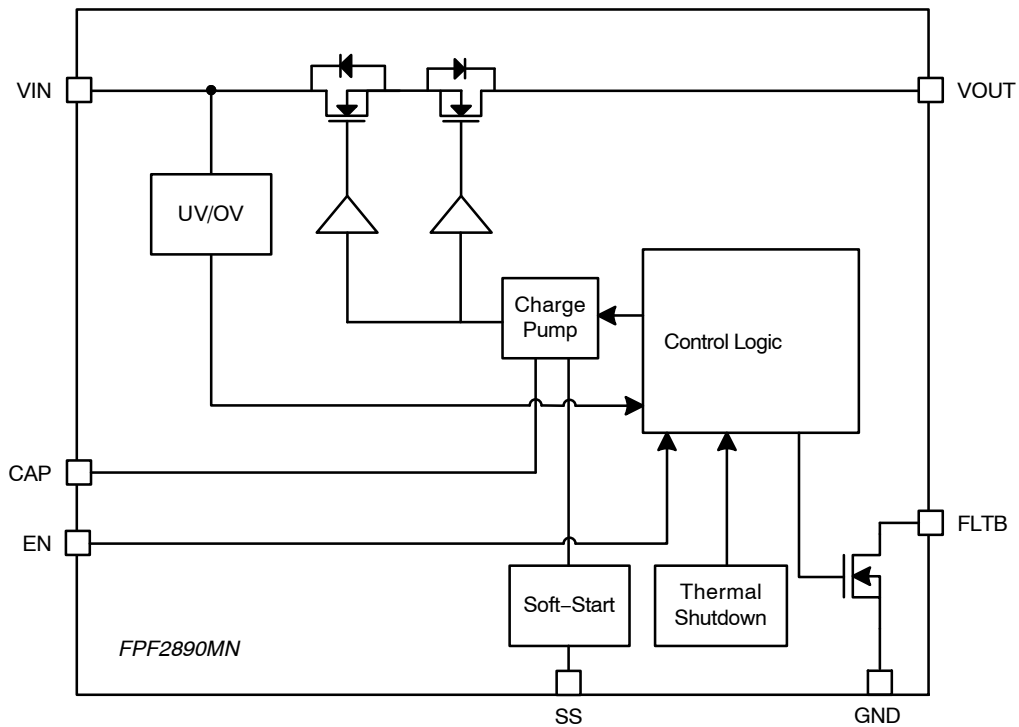 VIN
VOUT
UV/OV
Charge
Pump
Control Logic
CAP
EN
FLTB
Soft−Start
Thermal
Shutdown
FPF2890MN
SS
GND